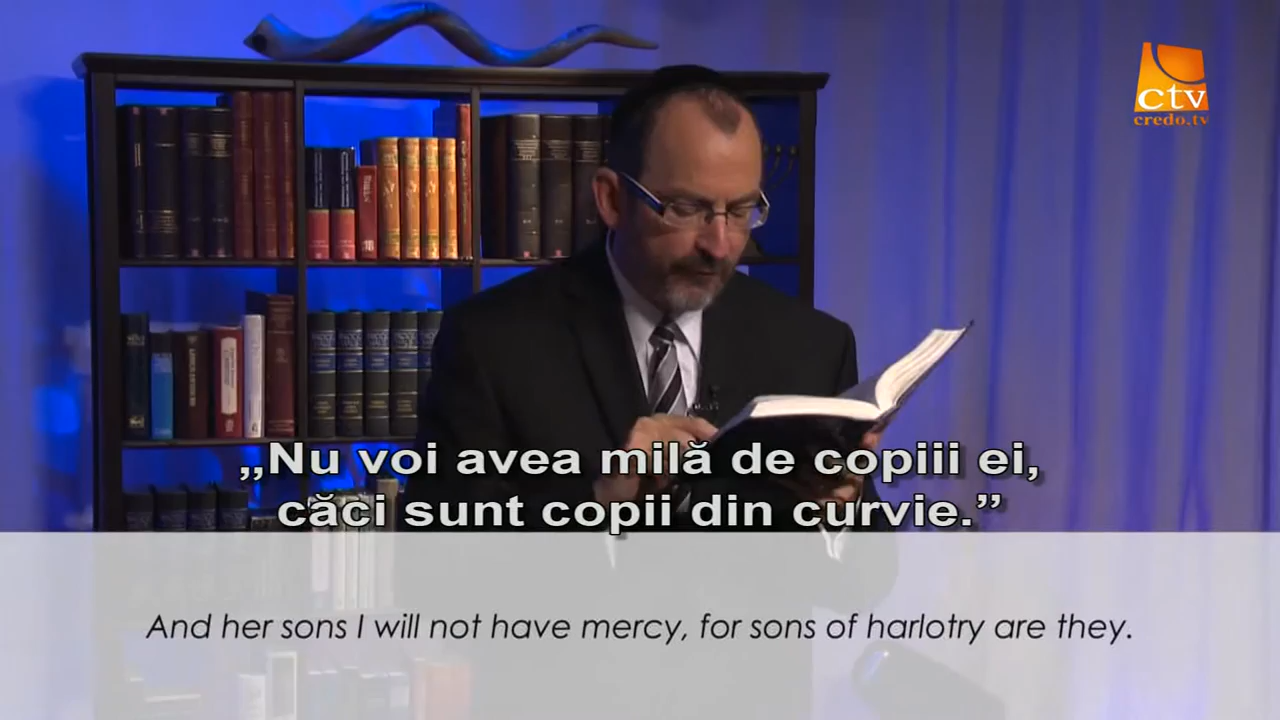 ctv
credo.tv
„Nu voi avea milă de copiii ei,
căci sunt copii din curvie.”
And her sons I will not have mercy, for sons of harlotry are they.